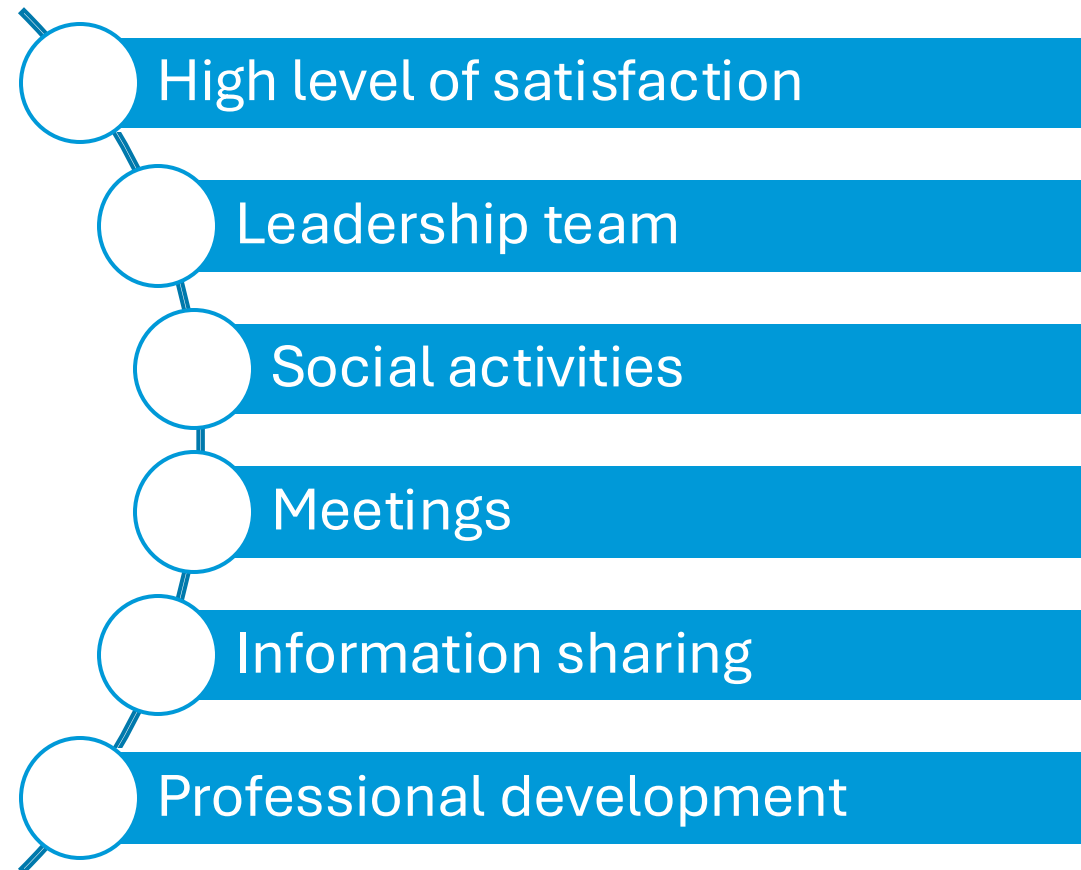 High level of satisfaction
Leadership team
Social activities
Meetings
Information sharing
Professional development